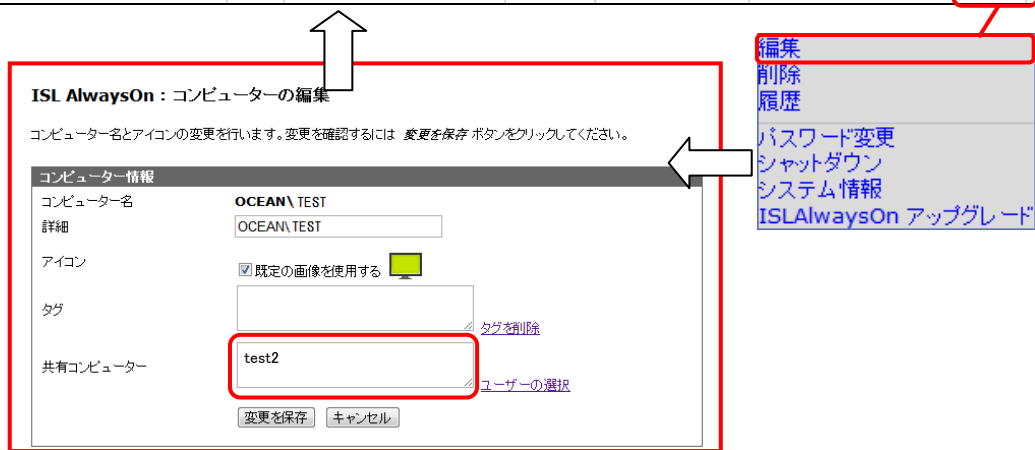 編集
削除
履歴
パスワード変更
シャットダウン
システム情報
ISLAlwaysOn アップグレード
ISL AlwaysOn：コンピューターの編集
コンピューター名とアイコンの変更を行います。変更を確認するには 変更を保存 ボタンをクリックしてください。
コンピューター情報
コンピューター名 OCEAN\TEST
詳細 OCEAN\TEST
アイコン 既定の画像を使用する
タグ タグを削除
共有コンピューター test2 ユーザーの選択
変更を保存 キャンセル